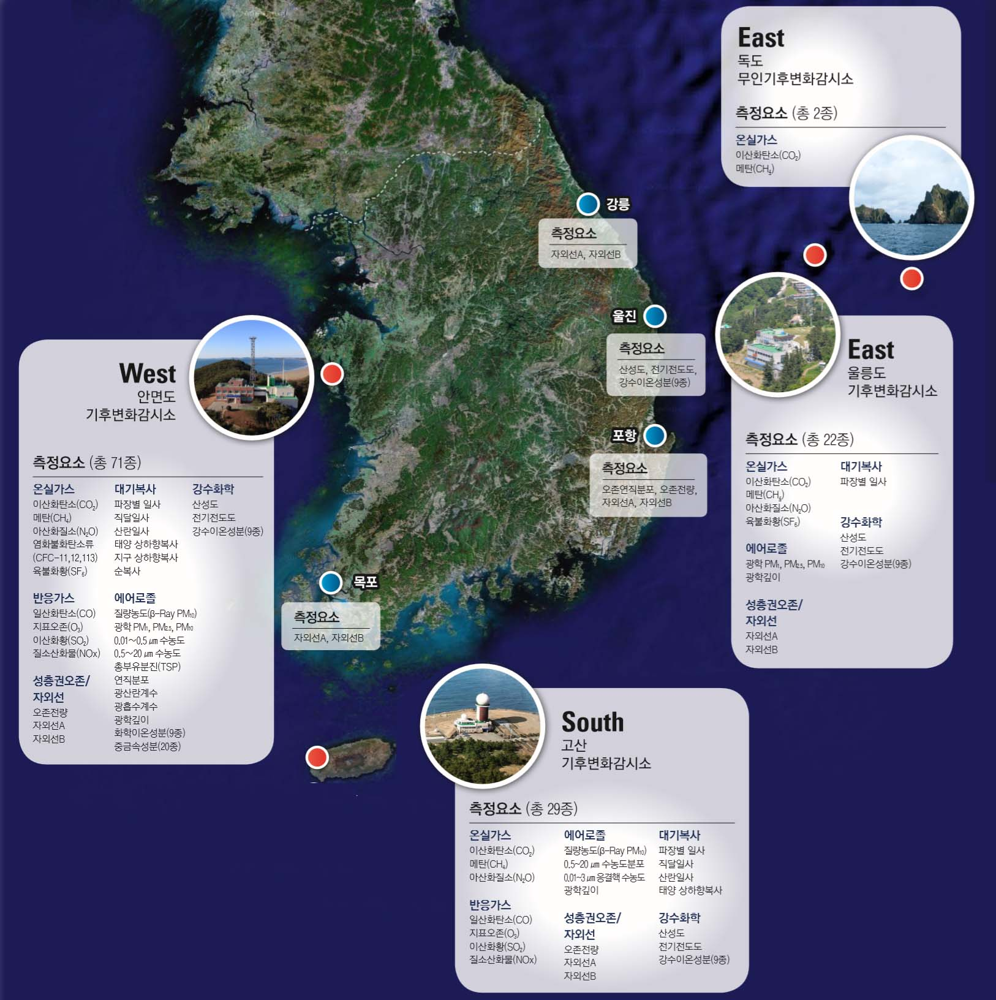 East
독도
무인기후변화감시소
측정요소 (총 2종)
온실가스
이산화탄소(CO₂)
메탄(CH₄)
강릉
측정요소
자외선A, 자외선B
울진
측정요소
산성도, 전기전도도,
강수이온성분(9종)
포항
측정요소
오존연직분포, 오존전량,
자외선A, 자외선B
목포
측정요소
자외선A, 자외선B
West
안면도
기후변화감시소
측정요소 (총 71종)
온실가스
이산화탄소(CO₂)
메탄(CH₄)
아산화질소(N₂O)
염화불화탄소류
(CFC-11,12,113)
육불화황(SF₆)
반응가스
일산화탄소(CO)
지표오존(O₃)
이산화황(SO₂)
질소산화물(NOx)
성층권오존/
자외선
오존전량
자외선A
자외선B
대기복사
파장별 일사
직달일사
산란일사
태양 상하향복사
지구 상하향복사
순복사
에어로졸
질량농도(β-Ray PM₁₀)
광학 PM₁, PM₂.₅, PM₁₀
0.01~0.5 ㎛ 수농도
0.5~20 ㎛ 수농도
총부유분진(TSP)
연직분포
광산란계수
광흡수계수
광학깊이
화학이온성분(9종)
중금속성분(20종)
강수화학
산성도
전기전도도
강수이온성분(9종)
East
울릉도
기후변화감시소
측정요소 (총 22종)
온실가스
이산화탄소(CO₂)
메탄(CH₄)
아산화질소(N₂O)
육불화황(SF₆)
에어로졸
광학 PM₁, PM₂.₅, PM₁₀
광학깊이
성층권오존/
자외선
자외선A
자외선B
대기복사
파장별 일사
강수화학
산성도
전기전도도
강수이온성분(9종)
South
고산
기후변화감시소
측정요소 (총 29종)
온실가스
이산화탄소(CO₂)
메탄(CH₄)
아산화질소(N₂O)
반응가스
일산화탄소(CO)
지표오존(O₃)
이산화황(SO₂)
질소산화물(NOx)
에어로졸
질량농도(β-Ray PM₁₀)
0.5~20 ㎛ 수농도분포
0.01~3 ㎛ 응결핵 수농도
광학깊이
성층권오존/
자외선
오존전량
자외선A
자외선B
대기복사
파장별 일사
직달일사
산란일사
태양 상하향복사
강수화학
산성도
전기전도도
강수이온성분(9종)